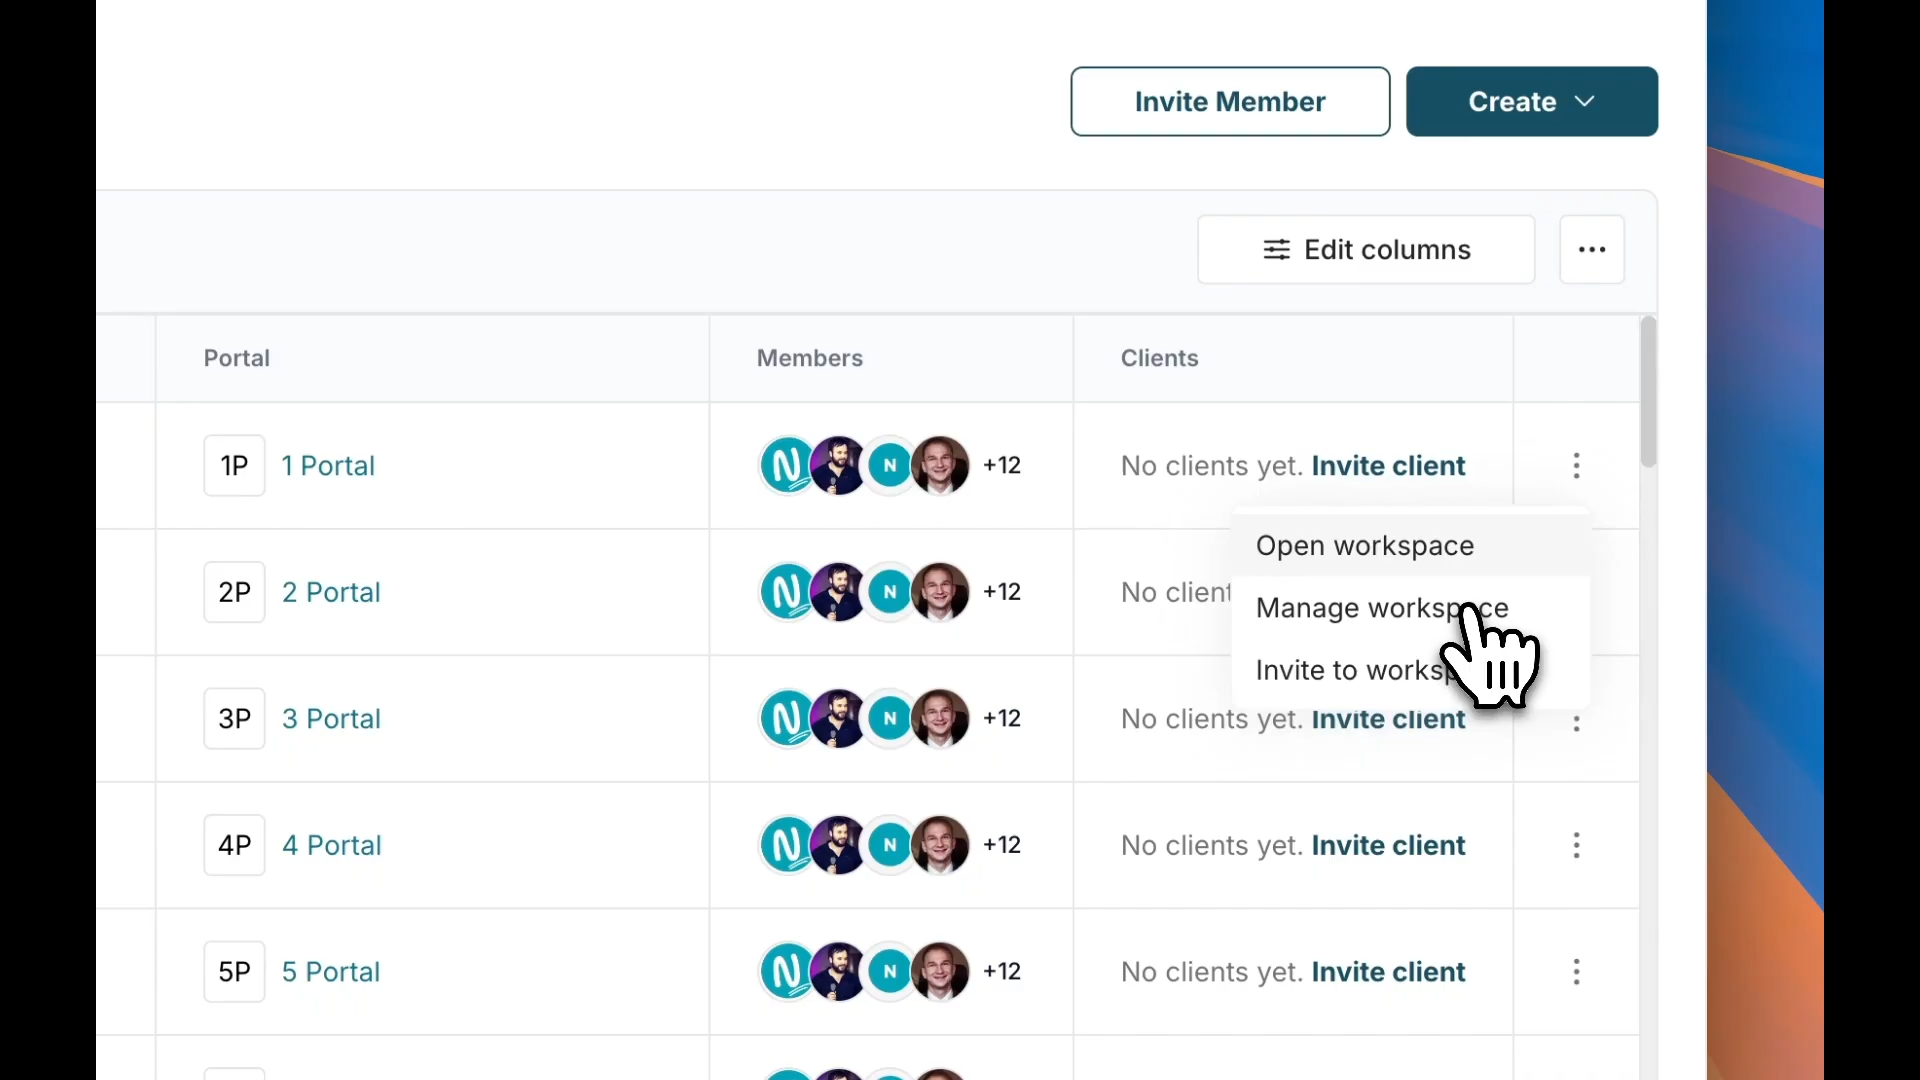 Invite Member
Create
Edit columns
Portal Members Clients
1P 1 Portal N N +12 No clients yet. Invite client
Open workspace
2P 2 Portal N N +12 No client
Manage workspace
Invite to works
3P 3 Portal N N +12 No clients yet. Invite client
4P 4 Portal N N +12 No clients yet. Invite client
5P 5 Portal N N +12 No clients yet. Invite client